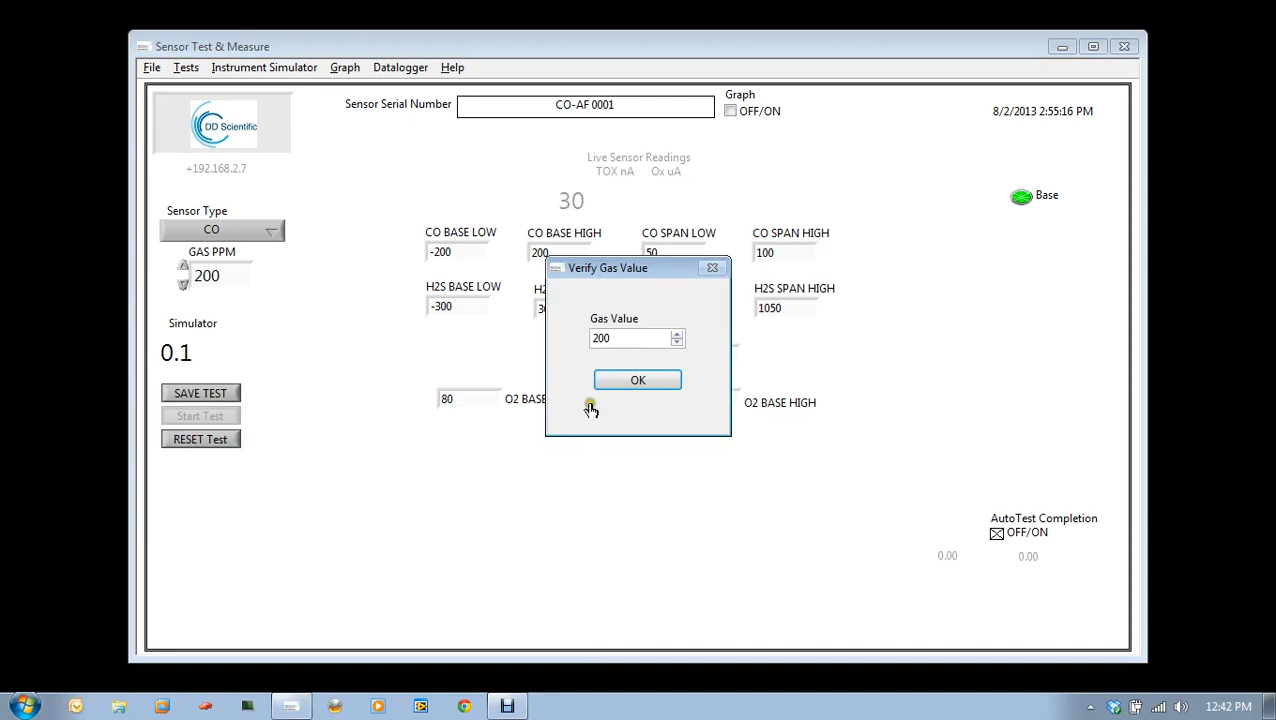 Sensor Test & Measure
File Tests Instrument Simulator Graph Datalogger Help
Sensor Serial Number CO-AF 0001
Graph
OFF/ON
8/2/2013 2:55:16 PM
DD Scientific
+192.168.2.7
Live Sensor Readings
TOX nA Ox uA
30
Base
Sensor Type
CO
GAS PPM
200
CO BASE LOW CO BASE HIGH CO SPAN LOW CO SPAN HIGH
-200 200 50 100
H2S BASE LOW H2 H2S SPAN HIGH
-300 30 1050
Verify Gas Value
Gas Value
200
OK
Simulator
0.1
SAVE TEST
Start Test
RESET Test
80 O2 BASE O2 BASE HIGH
AutoTest Completion
OFF/ON
0.00 0.00
12:42 PM